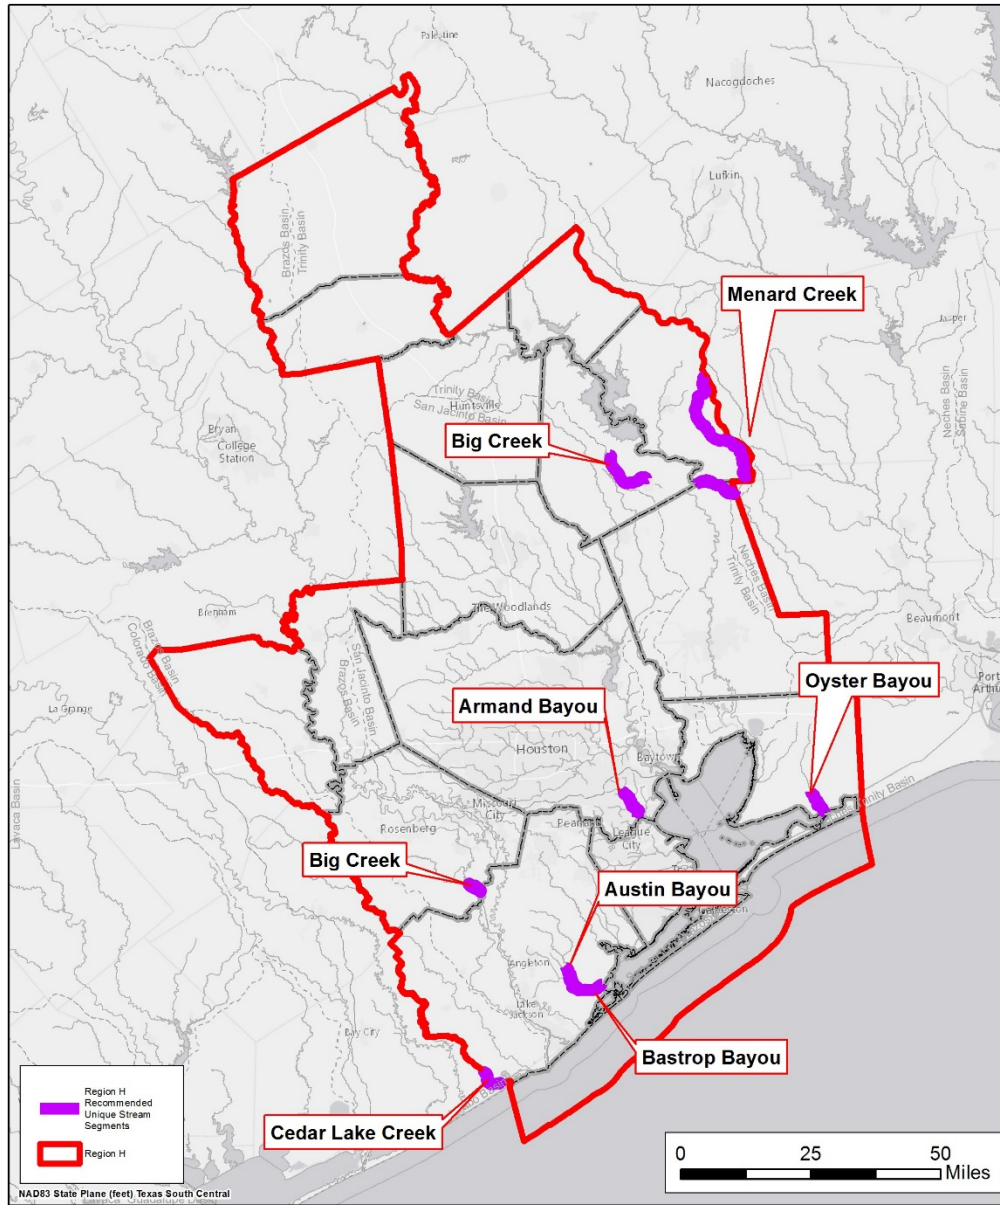 Palestine
Nacogdoches
Lufkin
Brazos Basin
Trinity Basin
Menard Creek
Jasper
Neches Basin
Sabine Basin
Trinity Basin
San Jacinto Basin
Huntsville
Bryan
College
Station
Big Creek
Neches Basin
Trinity Basin
The Woodlands
Brenham
Beaumont
Brazos Basin
Colorado Basin
San Jacinto Basin
Brazos Basin
Port
Arthur
Oyster Bayou
La Grange
Armand Bayou
Houston
Baytown
Lavaca Basin
Trinity Basin
Missouri
City
Rosenberg
League
City
Big Creek
Austin Bayou
Angleton
Lake
Jackson
Bay City
Bastrop Bayou
Cedar Lake Creek
Region H
Recommended
Unique Stream
Segments
Region H
0 25 50
Miles
NAD83 State Plane (feet) Texas South Central